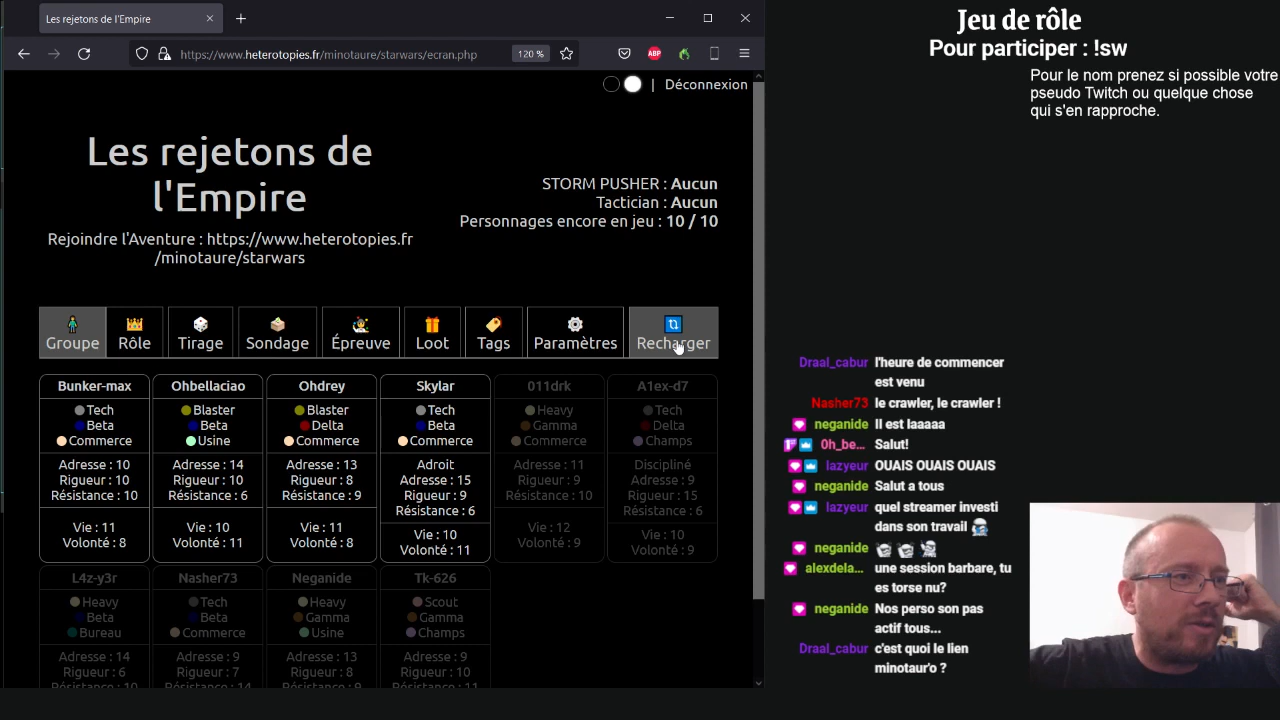 Les rejetons de l'Empire
https://www.heterotopies.fr/minotaure/starwars/ecran.php
120 %
ABP
Déconnexion
Les rejetons de
l'Empire
Rejoindre l'Aventure : https://www.heterotopies.fr
/minotaure/starwars
STORM PUSHER : Aucun
Tactician : Aucun
Personnages encore en jeu : 10 / 10
Groupe
Rôle
Tirage
Sondage
Épreuve
Loot
Tags
Paramètres
Recharger
Bunker-max
Tech
Beta
Commerce
Adresse : 10
Rigueur : 10
Résistance : 10
Vie : 11
Volonté : 8
Ohbellaciao
Blaster
Beta
Usine
Adresse : 14
Rigueur : 10
Résistance : 6
Vie : 10
Volonté : 11
Ohdrey
Blaster
Delta
Commerce
Adresse : 13
Rigueur : 8
Résistance : 9
Vie : 11
Volonté : 8
Skylar
Tech
Beta
Commerce
Adroit
Adresse : 15
Rigueur : 9
Résistance : 6
Vie : 10
Volonté : 11
011drk
Heavy
Gamma
Commerce
Adresse : 11
Rigueur : 9
Résistance : 10
Vie : 12
Volonté : 9
A1ex-d7
Tech
Delta
Champs
Discipliné
Adresse : 9
Rigueur : 15
Résistance : 6
Vie : 10
Volonté : 9
L4z-y3r
Heavy
Beta
Bureau
Adresse : 14
Rigueur : 6
Résistance : 10
Nasher73
Tech
Beta
Commerce
Adresse : 9
Rigueur : 7
Résistance : 14
Neganide
Heavy
Gamma
Usine
Adresse : 13
Rigueur : 8
Résistance : 9
Tk-626
Scout
Gamma
Champs
Adresse : 9
Rigueur : 10
Jeu de rôle
Pour participer : !sw
Pour le nom prenez si possible votre
pseudo Twitch ou quelque chose
qui s'en rapproche.
Draal_cabur l'heure de commencer
est venu
Nasher73 le crawler, le crawler !
neganide Il est laaaaa
Oh_be... Salut!
lazyeur OUAIS OUAIS OUAIS
neganide Salut a tous
lazyeur quel streamer investi
dans son travail
neganide
alexdela... une session barbare, tu
es torse nu?
neganide Nos perso son pas
actif tous...
Draal_cabur c'est quoi le lien
minotaur'o ?